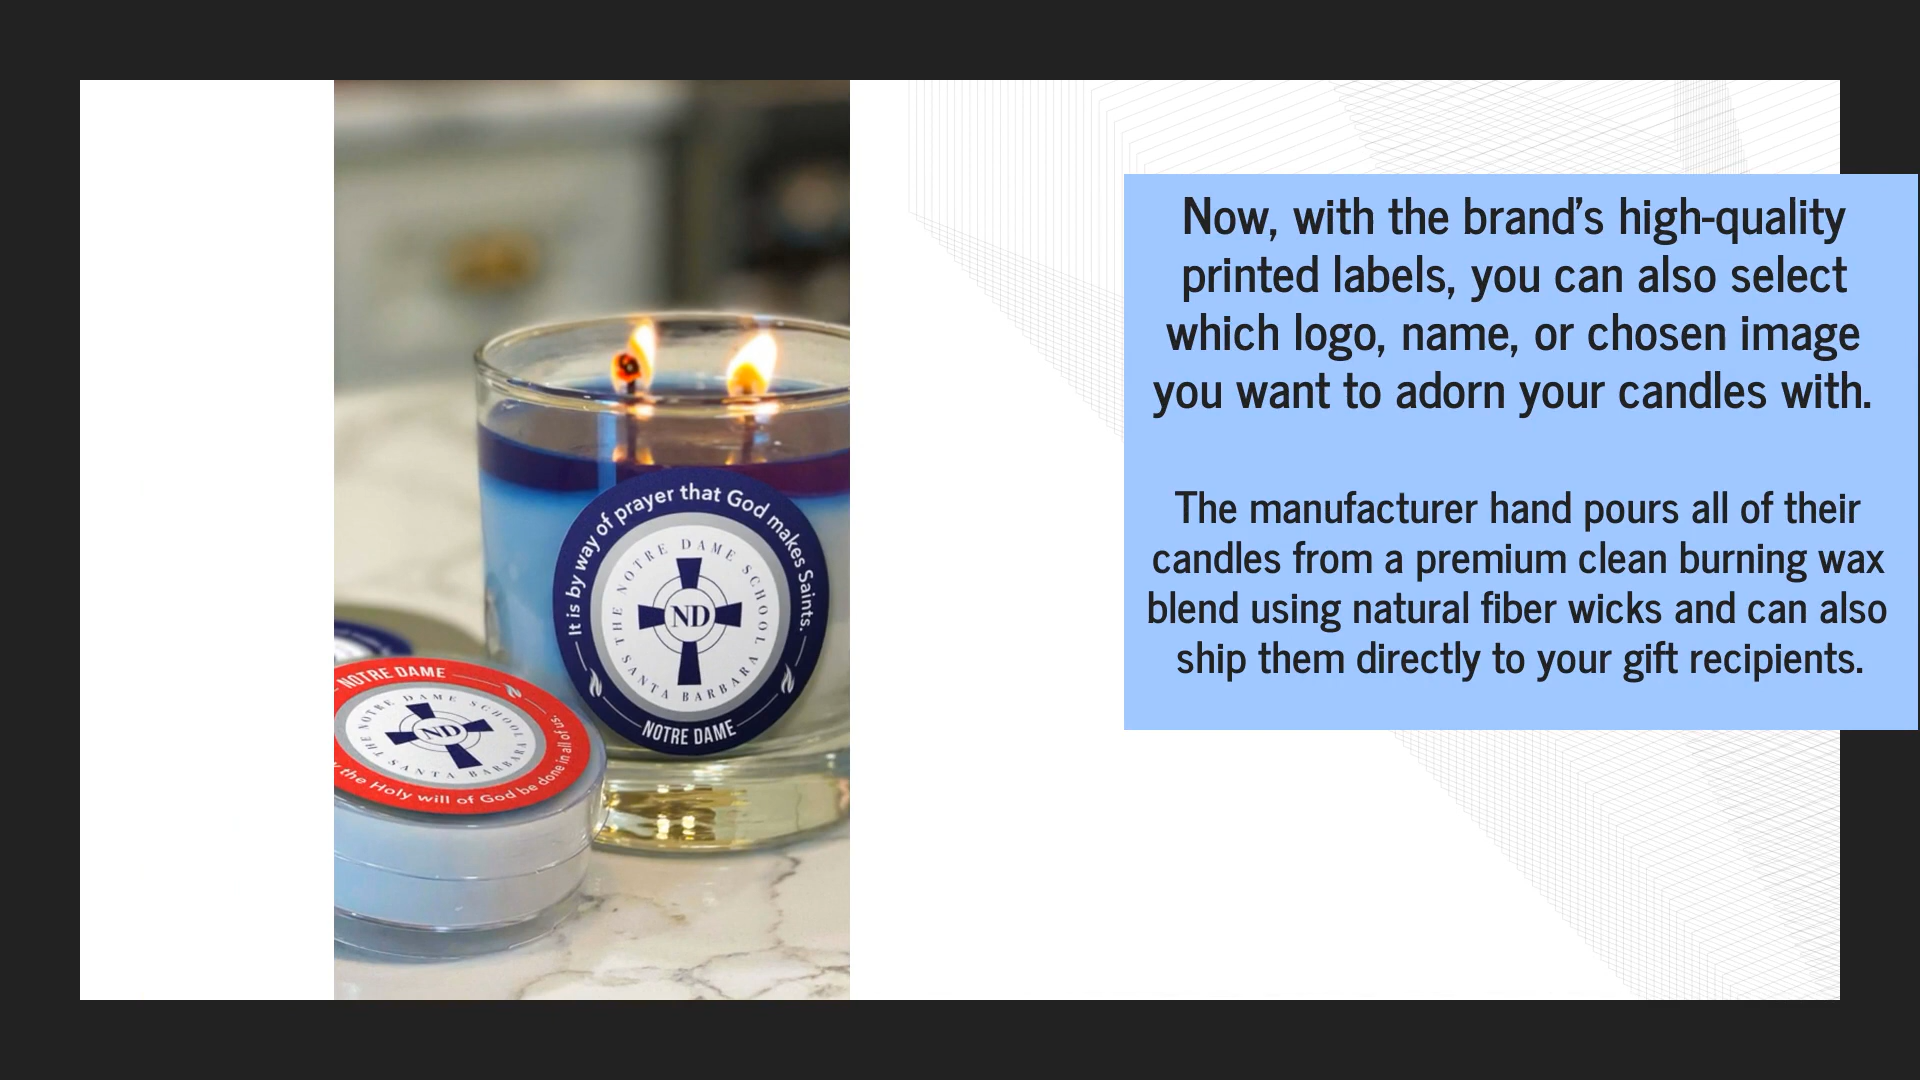 Now, with the brand’s high-quality
printed labels, you can also select
which logo, name, or chosen image
you want to adorn your candles with.
The manufacturer hand pours all of their
candles from a premium clean burning wax
blend using natural fiber wicks and can also
ship them directly to your gift recipients.
It is by way of prayer that God makes Saints.
THE NOTRE DAME SCHOOL
SANTA BARBARA
ND
NOTRE DAME
NOTRE DAME
THE NOTRE DAME SCHOOL
SANTA BARBARA
ND
the Holy will of God be done in all of us.